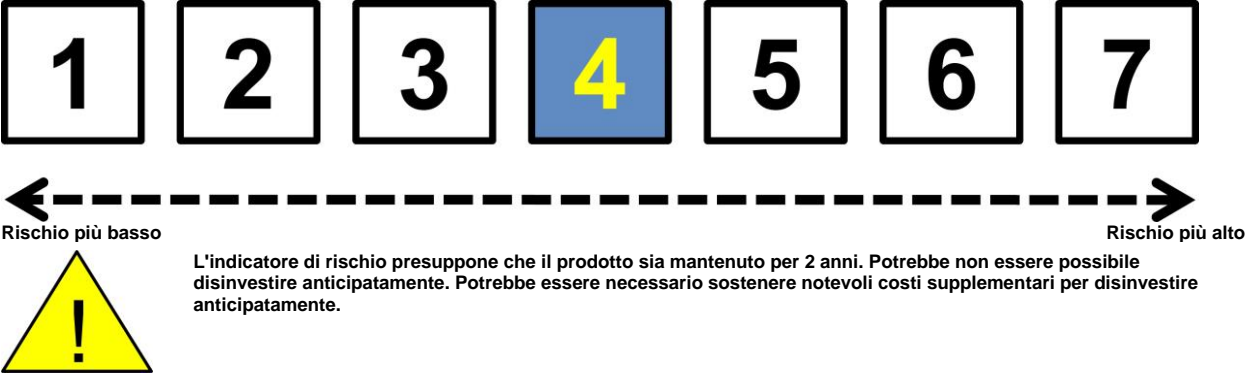 1 2 3 4 5 6 7
Rischio più basso Rischio più alto
L'indicatore di rischio presuppone che il prodotto sia mantenuto per 2 anni. Potrebbe non essere possibile
disinvestire anticipatamente. Potrebbe essere necessario sostenere notevoli costi supplementari per disinvestire
anticipatamente.
!